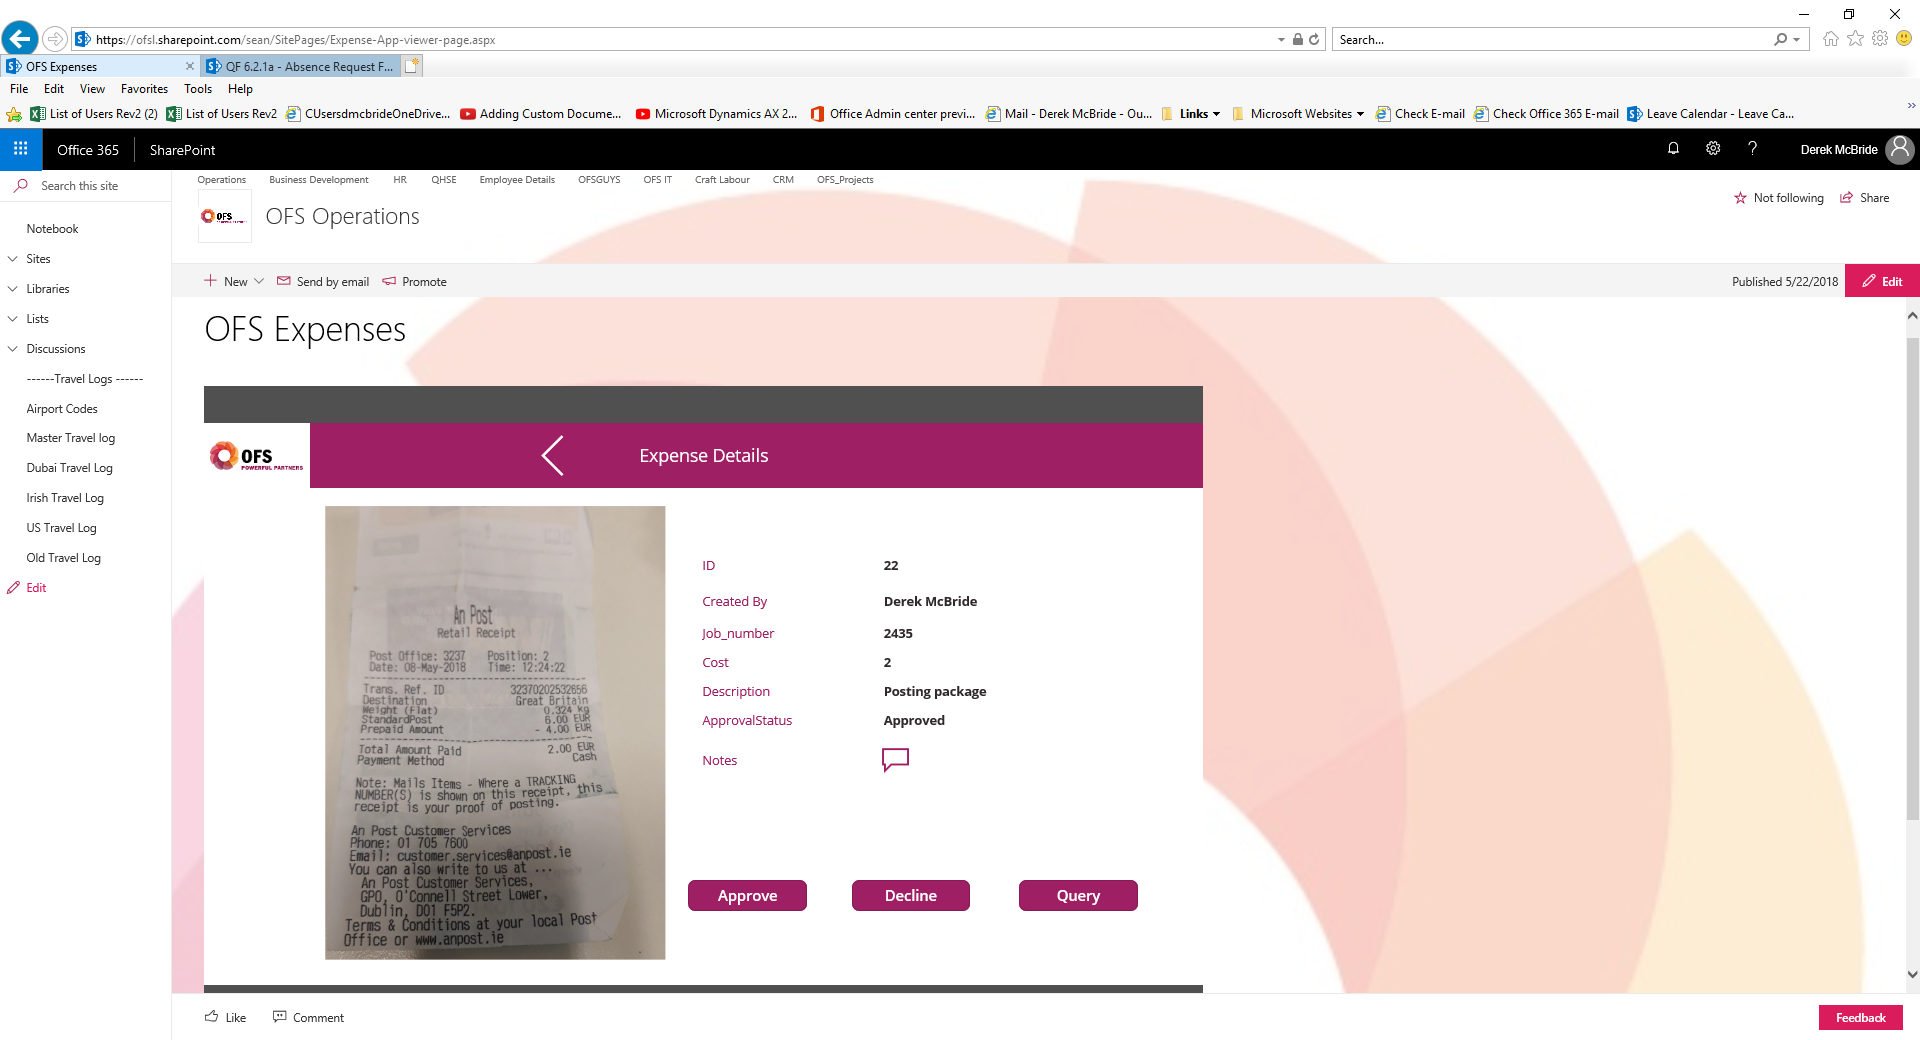 https://ofsl.sharepoint.com/sean/SitePages/Expense-App-viewer-page.aspx
Search...
OFS Expenses
QF 6.2.1a - Absence Request F...
File Edit View Favorites Tools Help
List of Users Rev2 (2) List of Users Rev2 CUsersdmcbrideOneDrive... Adding Custom Docume... Microsoft Dynamics AX 2... Office Admin center previ... Mail - Derek McBride - Ou... Links Microsoft Websites Check E-mail Check Office 365 E-mail Leave Calendar - Leave Ca...
Office 365 SharePoint
? Derek McBride
Search this site
Operations Business Development HR QHSE Employee Details OFSGUYS OFS IT Craft Labour CRM OFS_Projects
Not following Share
OFS
OFS Operations
Notebook
Sites
Libraries
Lists
Discussions
------Travel Logs ------
Airport Codes
Master Travel log
Dubai Travel Log
Irish Travel Log
US Travel Log
Old Travel Log
Edit
New Send by email Promote
Published 5/22/2018 Edit
OFS Expenses
OFS
POWERFUL PARTNERS
Expense Details
An Post
Retail Receipt
Post Office: 3237 Position: 2
Date: 08-May-2018 Time: 12:24:22
Trans. Ref. ID 32370202532656
Destination Great Britain
Weight (Flat) 0.324 kg
StandardPost 6.00 EUR
Prepaid Amount - 4.00 EUR
Total Amount Paid 2.00 EUR
Payment Method Cash
Note: Mails Items - Where a TRACKING
NUMBER(S) is shown on this receipt, this
receipt is your proof of posting.
An Post Customer Services
Phone: 01 705 7600
Email: customer.services@anpost.ie
You can also write to us at ...
An Post Customer Services,
GPO, O'Connell Street Lower,
Dublin, D01 F5P2.
Terms & Conditions at your local Post
Office or www.anpost.ie
ID 22
Created By Derek McBride
Job_number 2435
Cost 2
Description Posting package
ApprovalStatus Approved
Notes
Approve Decline Query
Like Comment
Feedback